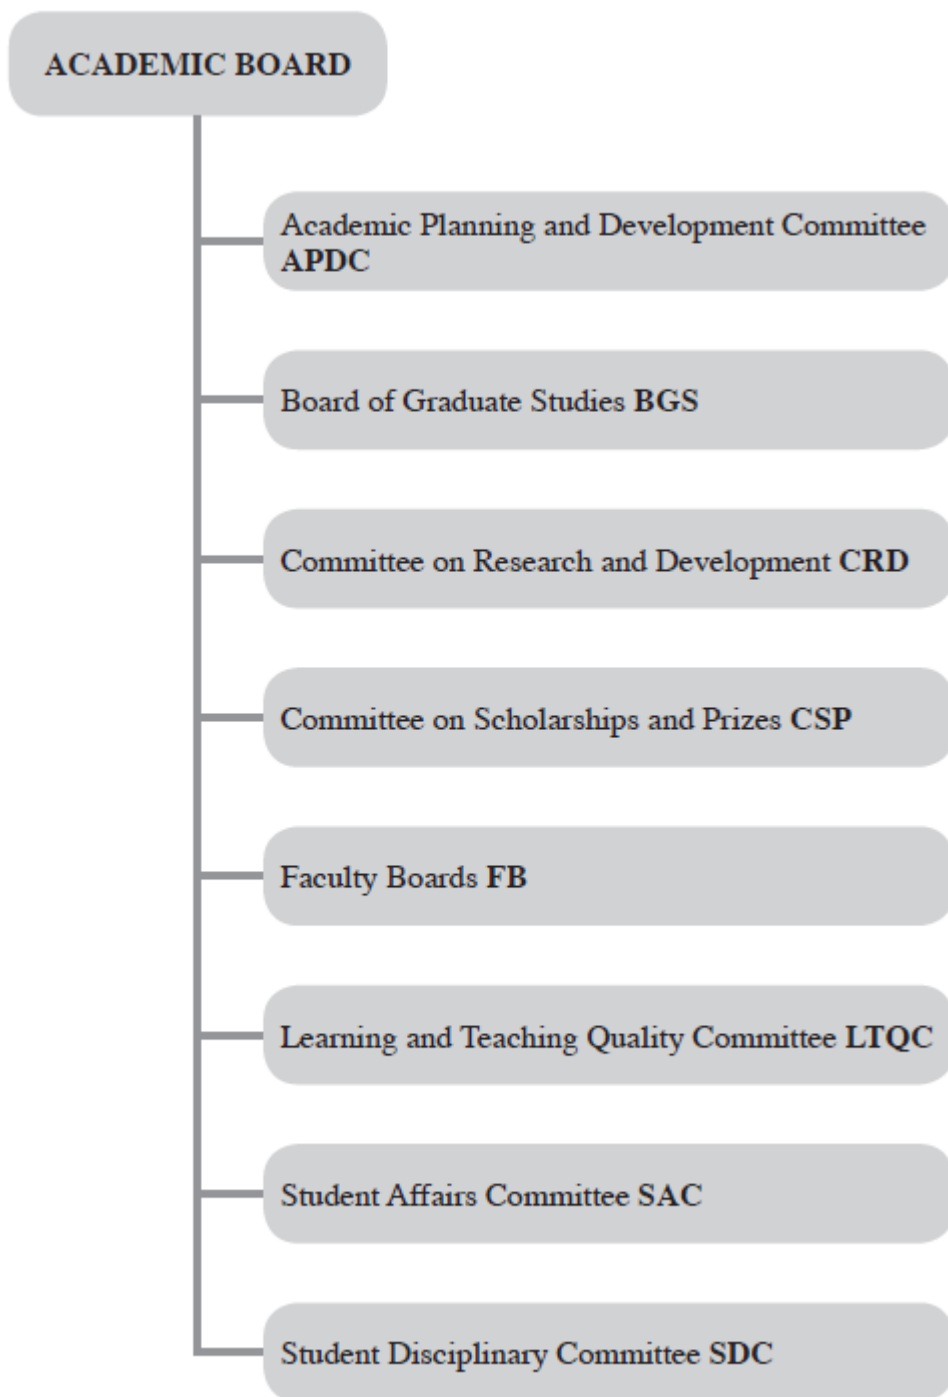 ACADEMIC BOARD
Academic Planning and Development Committee
APDC
Board of Graduate Studies BGS
Committee on Research and Development CRD
Committee on Scholarships and Prizes CSP
Faculty Boards FB
Learning and Teaching Quality Committee LTQC
Student Affairs Committee SAC
Student Disciplinary Committee SDC